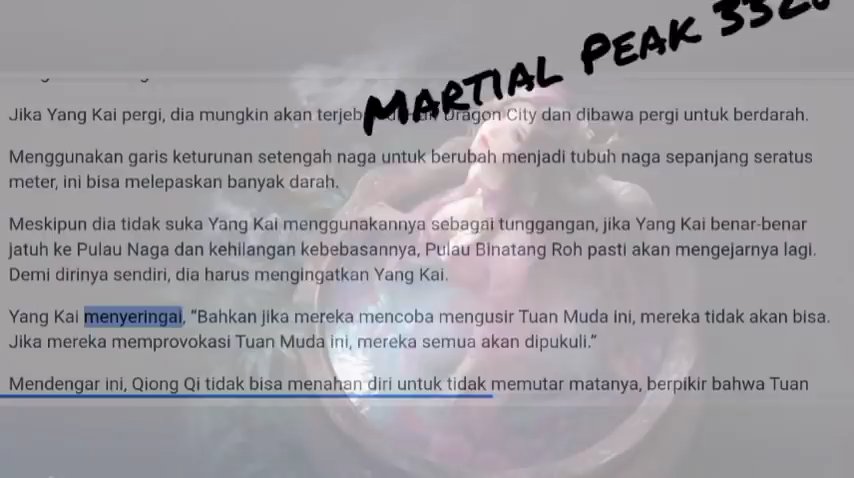 MARTIAL PEAK
Jika Yang Kai pergi, dia mungkin akan Dragon City dan dibawa pergi untuk berdarah.
Menggunakan garis keturunan setengah naga untuk berubah menjadi tubuh naga sepanjang seratus
meter, ini bisa melepaskan banyak darah.
Meskipun dia tidak suka Yang Kai menggunakannya sebagai tunggangan, jika Yang Kai benar-benar
jatuh ke Pulau Naga dan kehilangan kebebasannya, Pulau Binatang Roh pasti akan mengejarnya lagi.
Demi dirinya sendiri, dia harus mengingatkan Yang Kai.
Yang Kai menyeringai, “Bahkan jika mereka mencoba mengusir Tuan Muda ini, mereka tidak akan bisa.
Jika mereka memprovokasi Tuan Muda ini, mereka semua akan dipukuli.”
Mendengar ini, Qiong Qi tidak bisa menahan diri untuk tidak memutar matanya, berpikir bahwa Tuan